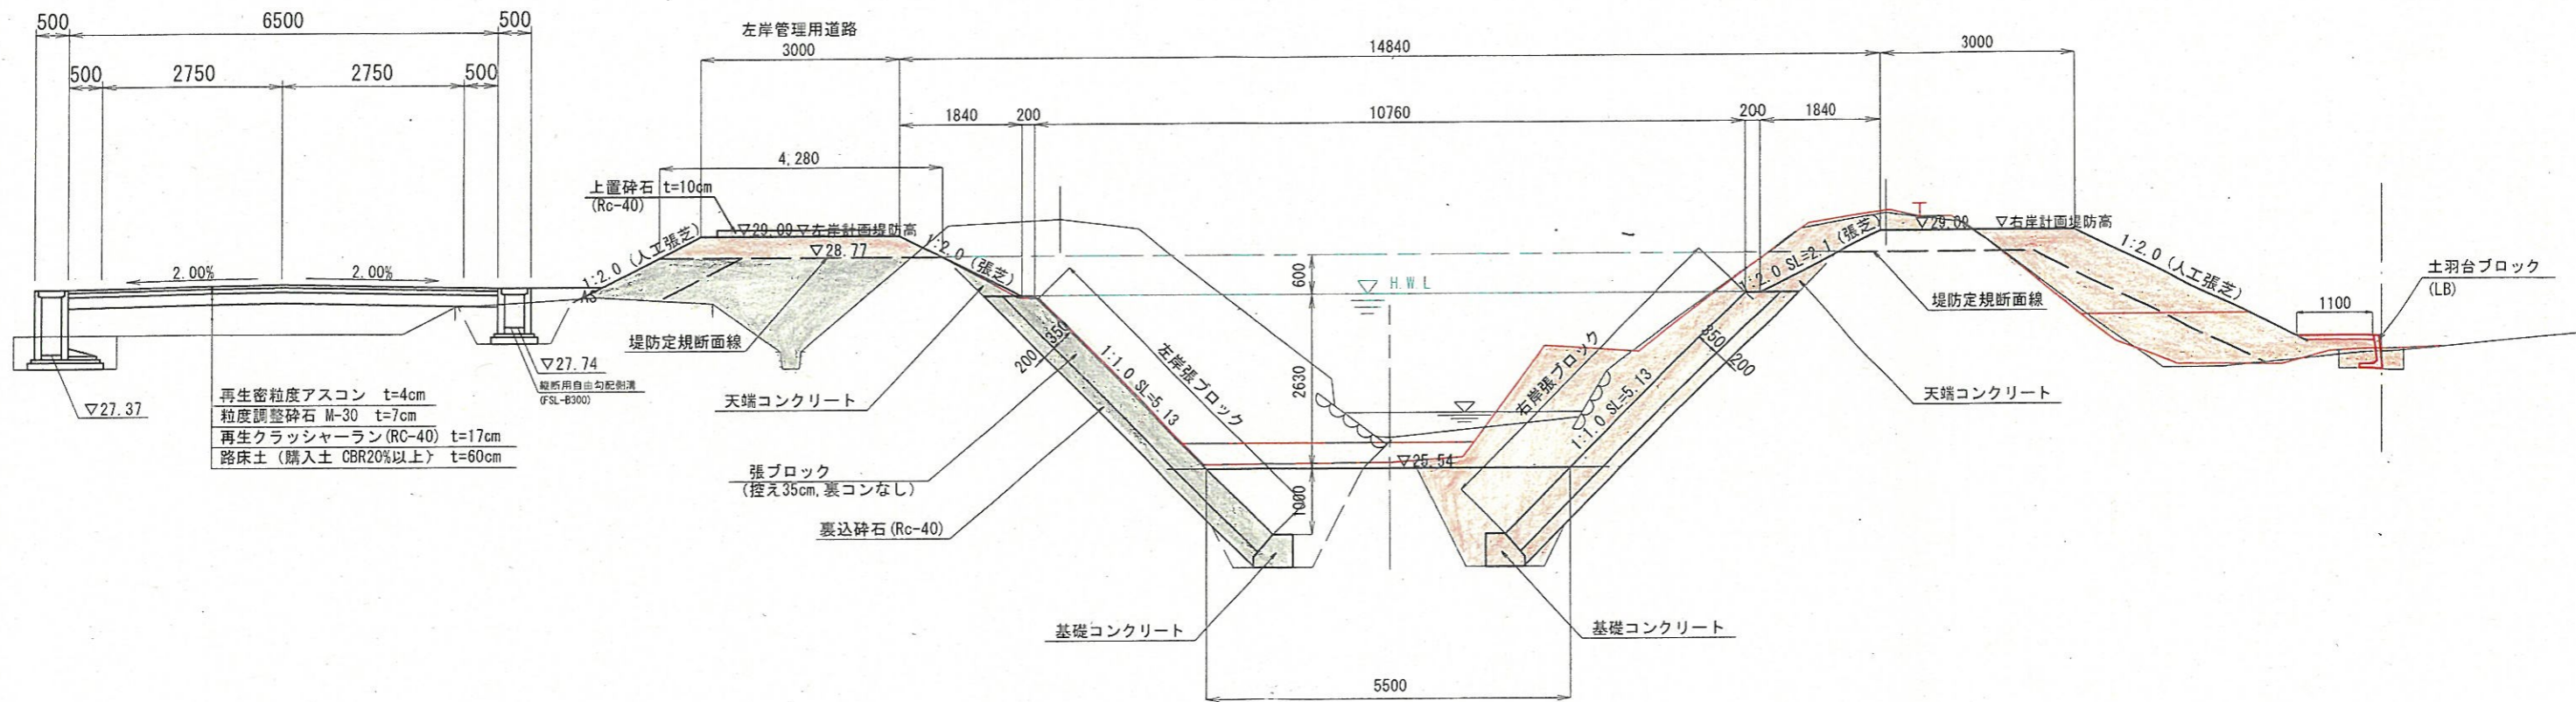 500
6500
500
500
2750
2750
500
左岸管理用道路
3000
14840
3000
1840
200
10760
200
1840
4.280
上置砕石 t=10cm
(Rc-40)
▽29.09
▽左岸計画堤防高
▽28.77
1:2.0 (人工張芝)
1:2.0 (張芝)
2.00%
2.00%
600
H.W.L
1:2.0 SL=2.1 (張芝)
T
▽29.09
▽右岸計画堤防高
1:2.0 (人工張芝)
土羽台ブロック
(LB)
1100
堤防定規断面線
堤防定規断面線
▽27.74
縦断用自由勾配側溝
(FSL-B300)
▽27.37
再生密粒度アスコン t=4cm
粒度調整砕石 M-30 t=7cm
再生クラッシャーラン(RC-40) t=17cm
路床土 (購入土 CBR20%以上) t=60cm
350
200
1:1.0 SL=5.13
左岸張ブロック
2630
右岸張ブロック
1:1.0 SL=5.13
350
200
天端コンクリート
天端コンクリート
▽25.54
張ブロック
(控え35cm,裏コンなし)
1000
裏込砕石(Rc-40)
基礎コンクリート
基礎コンクリート
5500